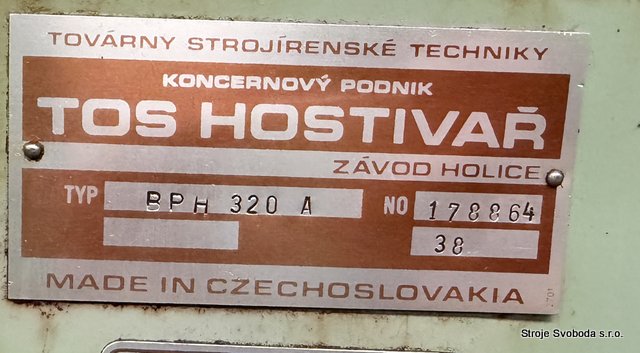 TOVÁRNY STROJÍRENSKÉ TECHNIKY
KONCERNOVÝ PODNIK
TOS HOSTIVAŘ
ZÁVOD HOLICE
TYP BPH 320 A NO 178864
38
MADE IN CZECHOSLOVAKIA
Stroje Svoboda s.r.o.